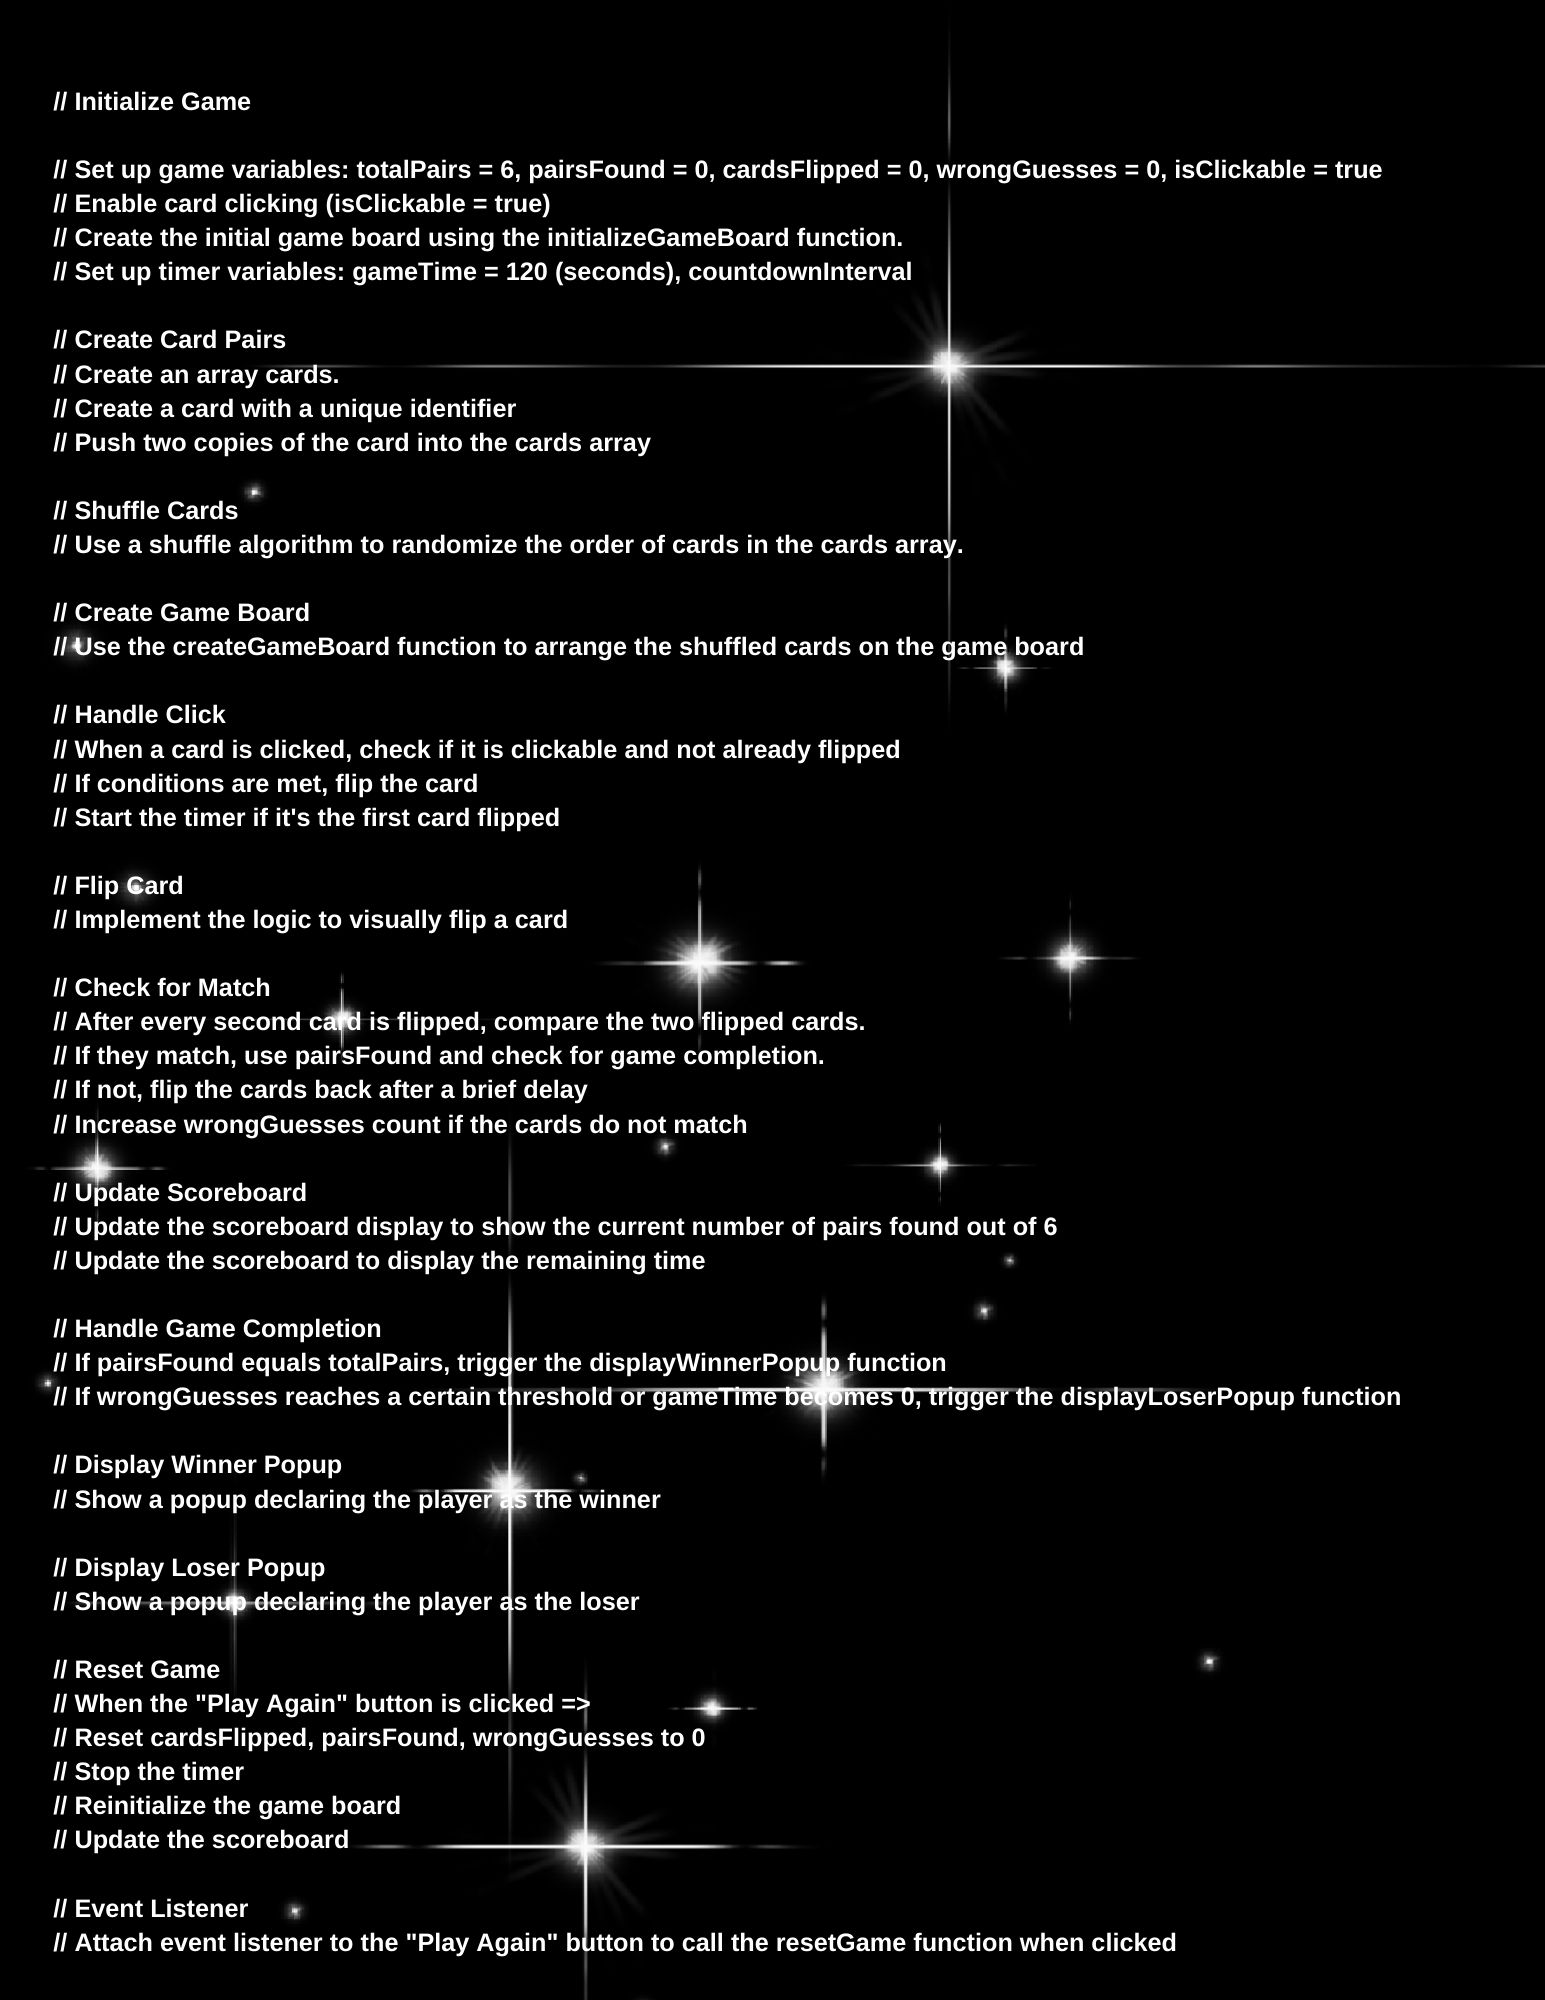 // Initialize Game
// Set up game variables: totalPairs = 6, pairsFound = 0, cardsFlipped = 0, wrongGuesses = 0, isClickable = true
// Enable card clicking (isClickable = true)
// Create the initial game board using the initializeGameBoard function.
// Set up timer variables: gameTime = 120 (seconds), countdownInterval
// Create Card Pairs
// Create an array cards.
// Create a card with a unique identifier
// Push two copies of the card into the cards array
// Shuffle Cards
// Use a shuffle algorithm to randomize the order of cards in the cards array.
// Create Game Board
// Use the createGameBoard function to arrange the shuffled cards on the game board
// Handle Click
// When a card is clicked, check if it is clickable and not already flipped
// If conditions are met, flip the card
// Start the timer if it's the first card flipped
// Flip Card
// Implement the logic to visually flip a card
// Check for Match
// After every second card is flipped, compare the two flipped cards.
// If they match, use pairsFound and check for game completion.
// If not, flip the cards back after a brief delay
// Increase wrongGuesses count if the cards do not match
// Update Scoreboard
// Update the scoreboard display to show the current number of pairs found out of 6
// Update the scoreboard to display the remaining time
// Handle Game Completion
// If pairsFound equals totalPairs, trigger the displayWinnerPopup function
// If wrongGuesses reaches a certain threshold or gameTime becomes 0, trigger the displayLoserPopup function
// Display Winner Popup
// Show a popup declaring the player as the winner
// Display Loser Popup
// Show a popup declaring the player as the loser
// Reset Game
// When the "Play Again" button is clicked =>
// Reset cardsFlipped, pairsFound, wrongGuesses to 0
// Stop the timer
// Reinitialize the game board
// Update the scoreboard
// Event Listener
// Attach event listener to the "Play Again" button to call the resetGame function when clicked